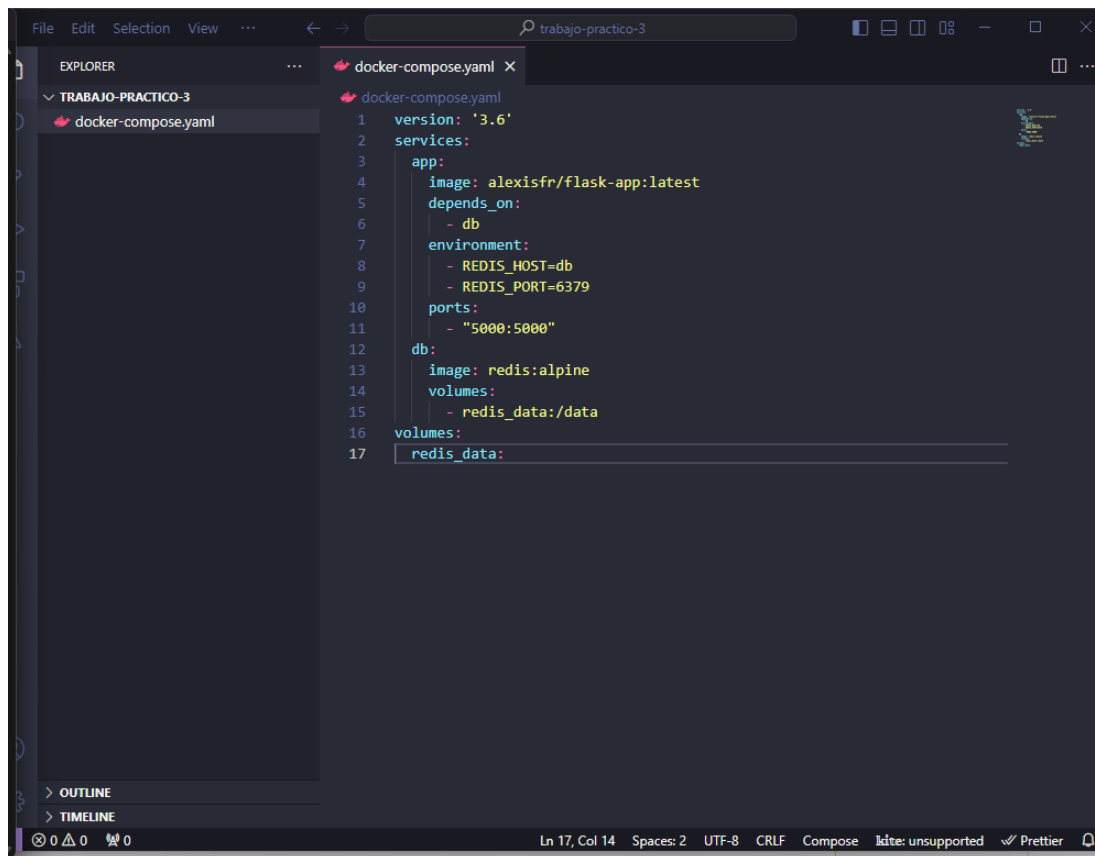 File Edit Selection View ··· trabajo-practico-3
EXPLORER ···
docker-compose.yaml
TRABAJO-PRACTICO-3
docker-compose.yaml
docker-compose.yaml
1 version: '3.6'
2 services:
3   app:
4     image: alexisfr/flask-app:latest
5     depends_on:
6       - db
7     environment:
8       - REDIS_HOST=db
9       - REDIS_PORT=6379
10     ports:
11       - "5000:5000"
12   db:
13     image: redis:alpine
14     volumes:
15       - redis_data:/data
16 volumes:
17   redis_data:
OUTLINE
TIMELINE
0 0 0 Ln 17, Col 14 Spaces: 2 UTF-8 CRLF Compose kite: unsupported Prettier